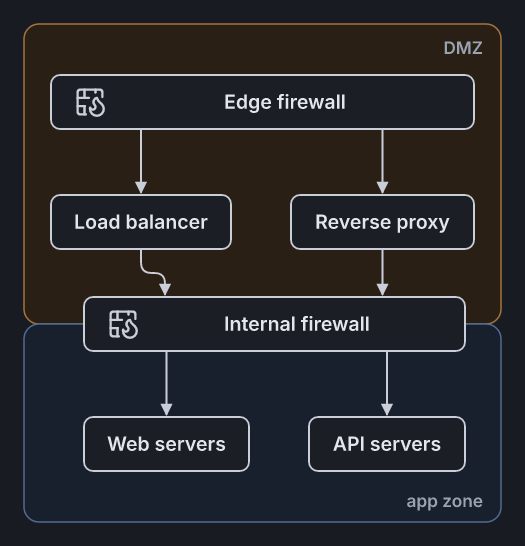 DMZ
Edge firewall
Load balancer
Reverse proxy
Internal firewall
Web servers
API servers
app zone